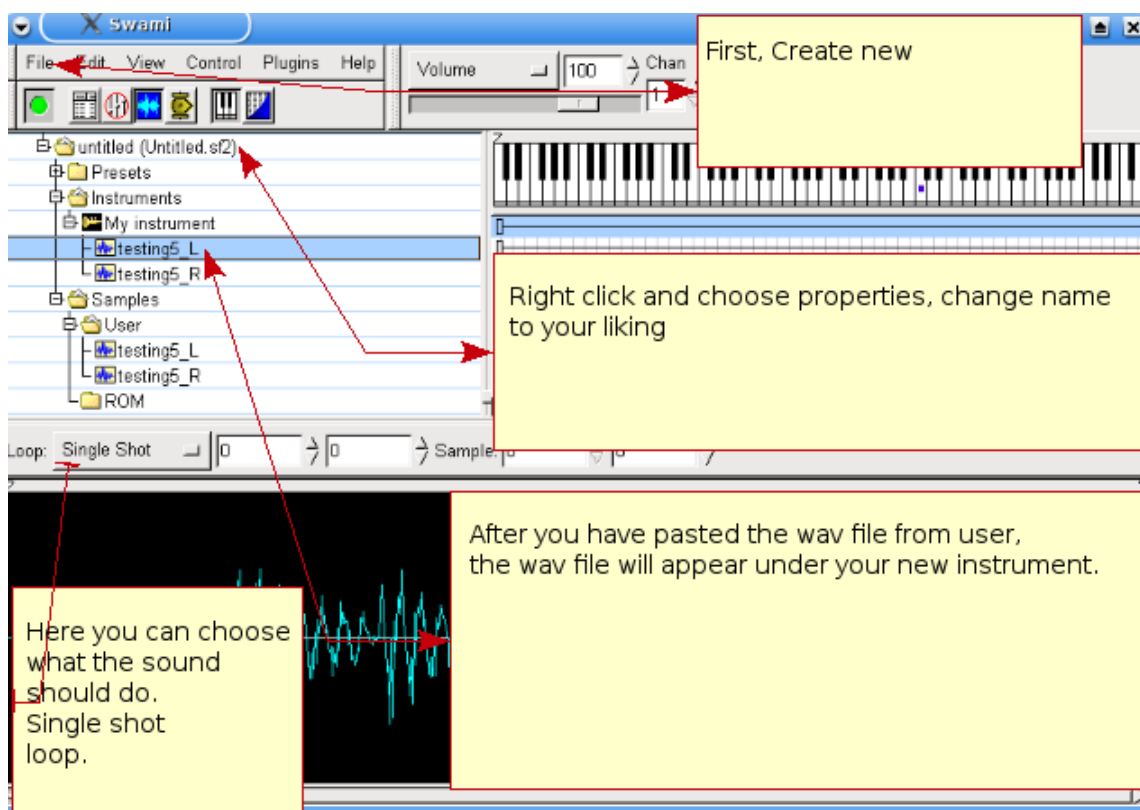 Swami
File Edit View Control Plugins Help
Volume 100 Chan
1
First, Create new
untitled (Untitled.sf2)
Presets
Instruments
My instrument
testing5_L
testing5_R
Samples
User
testing5_L
testing5_R
ROM
Right click and choose properties, change name
to your liking
Loop: Single Shot 0 0 Sample: 0 0
After you have pasted the wav file from user,
the wav file will appear under your new instrument.
Here you can choose
what the sound
should do.
Single shot
loop.